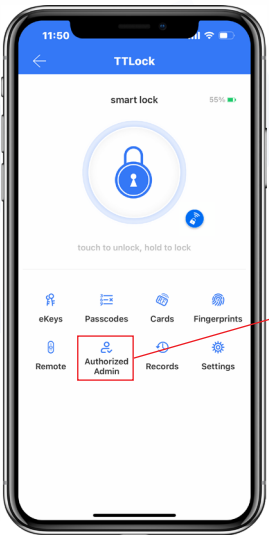 11:50
TTLock
smart lock
55%
touch to unlock, hold to lock
eKeys Passcodes Cards Fingerprints
Remote Authorized Admin Records Settings